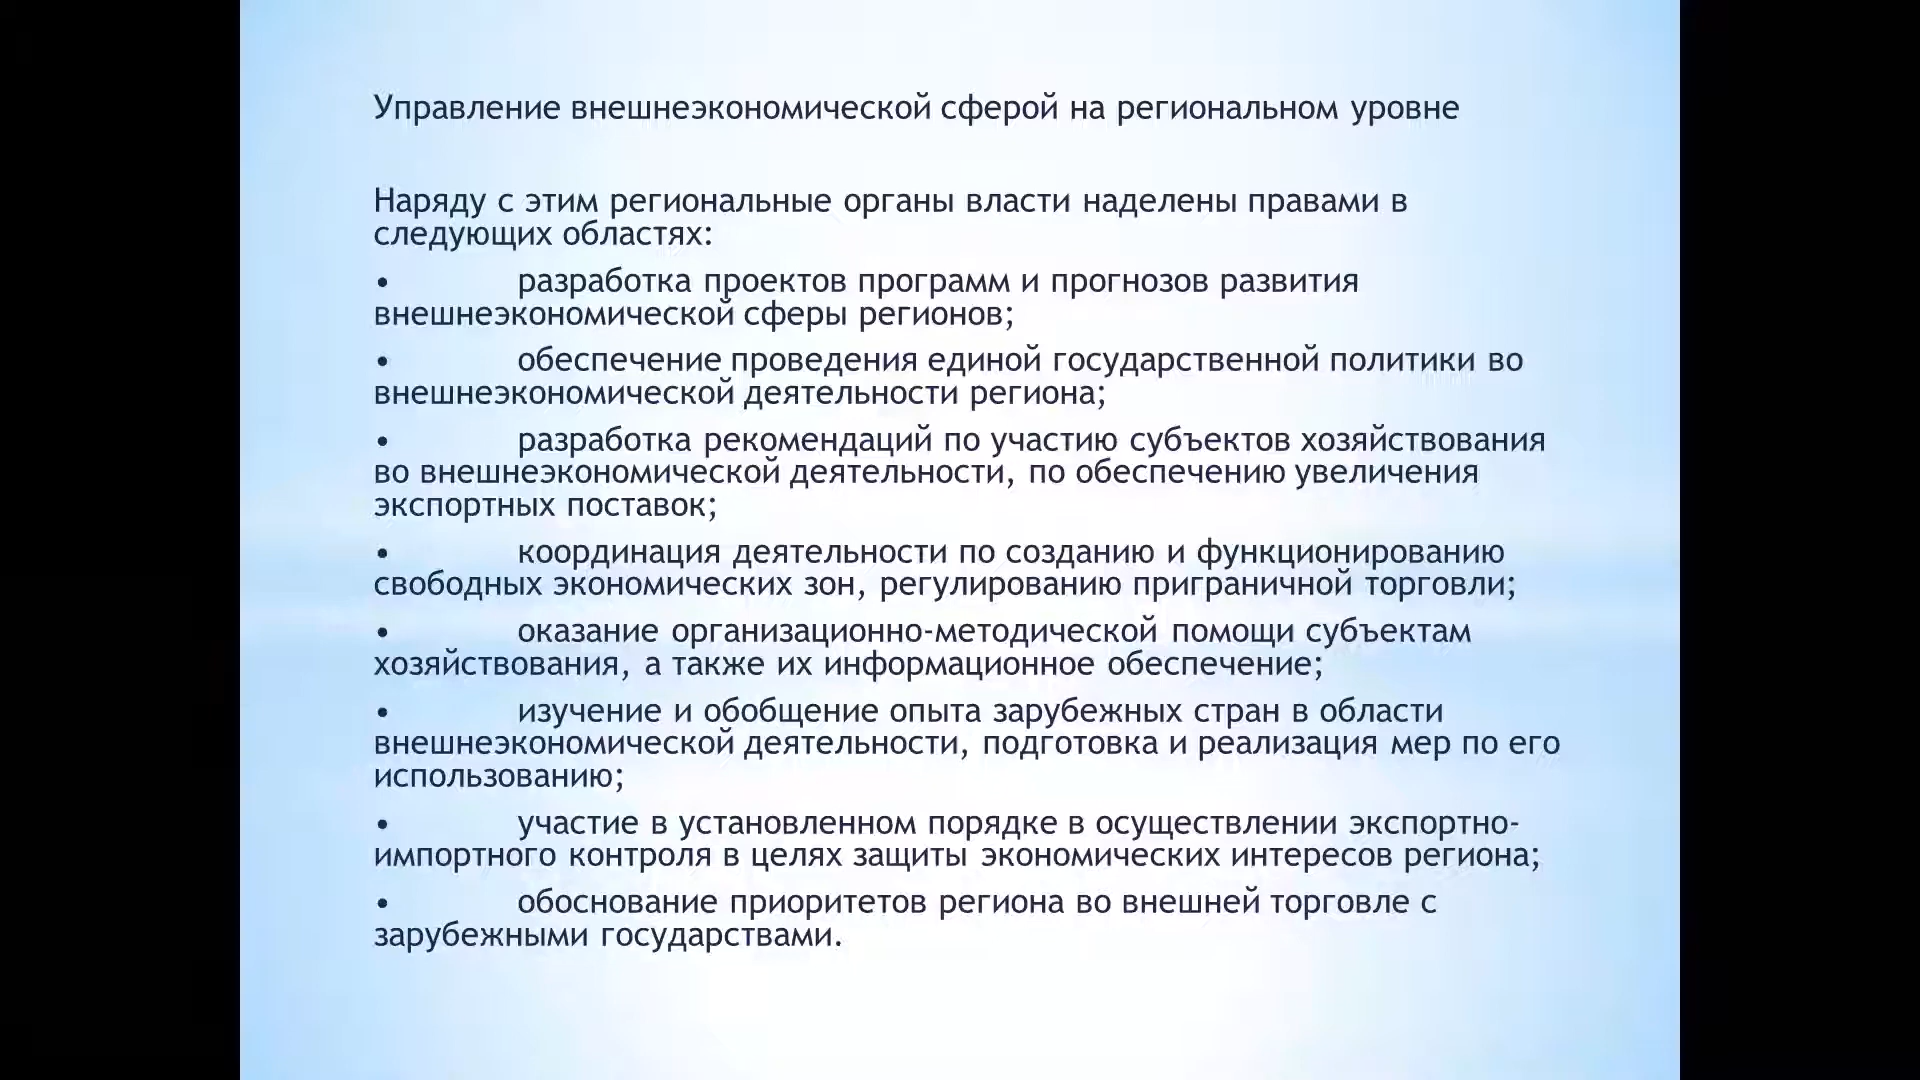 Управление внешнеэкономической сферой на региональном уровне
Наряду с этим региональные органы власти наделены правами в
следующих областях:
• разработка проектов программ и прогнозов развития
внешнеэкономической сферы регионов;
• обеспечение проведения единой государственной политики во
внешнеэкономической деятельности региона;
• разработка рекомендаций по участию субъектов хозяйствования
во внешнеэкономической деятельности, по обеспечению увеличения
экспортных поставок;
• координация деятельности по созданию и функционированию
свободных экономических зон, регулированию приграничной торговли;
• оказание организационно-методической помощи субъектам
хозяйствования, а также их информационное обеспечение;
• изучение и обобщение опыта зарубежных стран в области
внешнеэкономической деятельности, подготовка и реализация мер по его
использованию;
• участие в установленном порядке в осуществлении экспортно-
импортного контроля в целях защиты экономических интересов региона;
• обоснование приоритетов региона во внешней торговле с
зарубежными государствами.